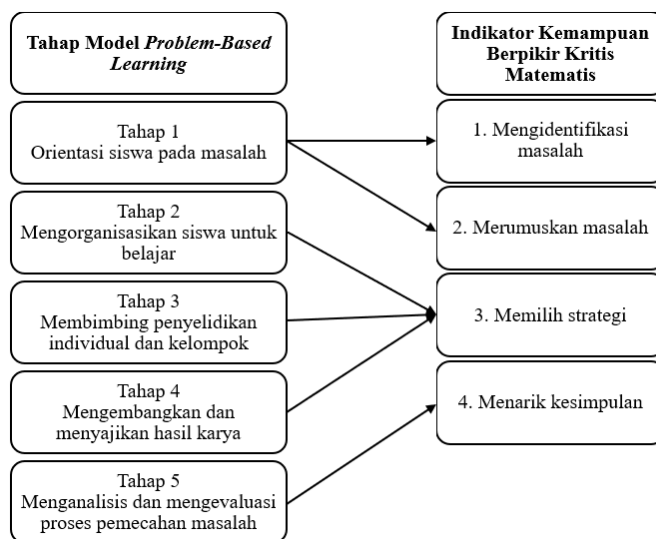 Tahap Model Problem-Based
Learning
Tahap 1
Orientasi siswa pada masalah
Tahap 2
Mengorganisasikan siswa untuk
belajar
Tahap 3
Membimbing penyelidikan
individual dan kelompok
Tahap 4
Mengembangkan dan
menyajikan hasil karya
Tahap 5
Menganalisis dan mengevaluasi
proses pemecahan masalah
Indikator Kemampuan
Berpikir Kritis
Matematis
1. Mengidentifikasi
masalah
2. Merumuskan masalah
3. Memilih strategi
4. Menarik kesimpulan